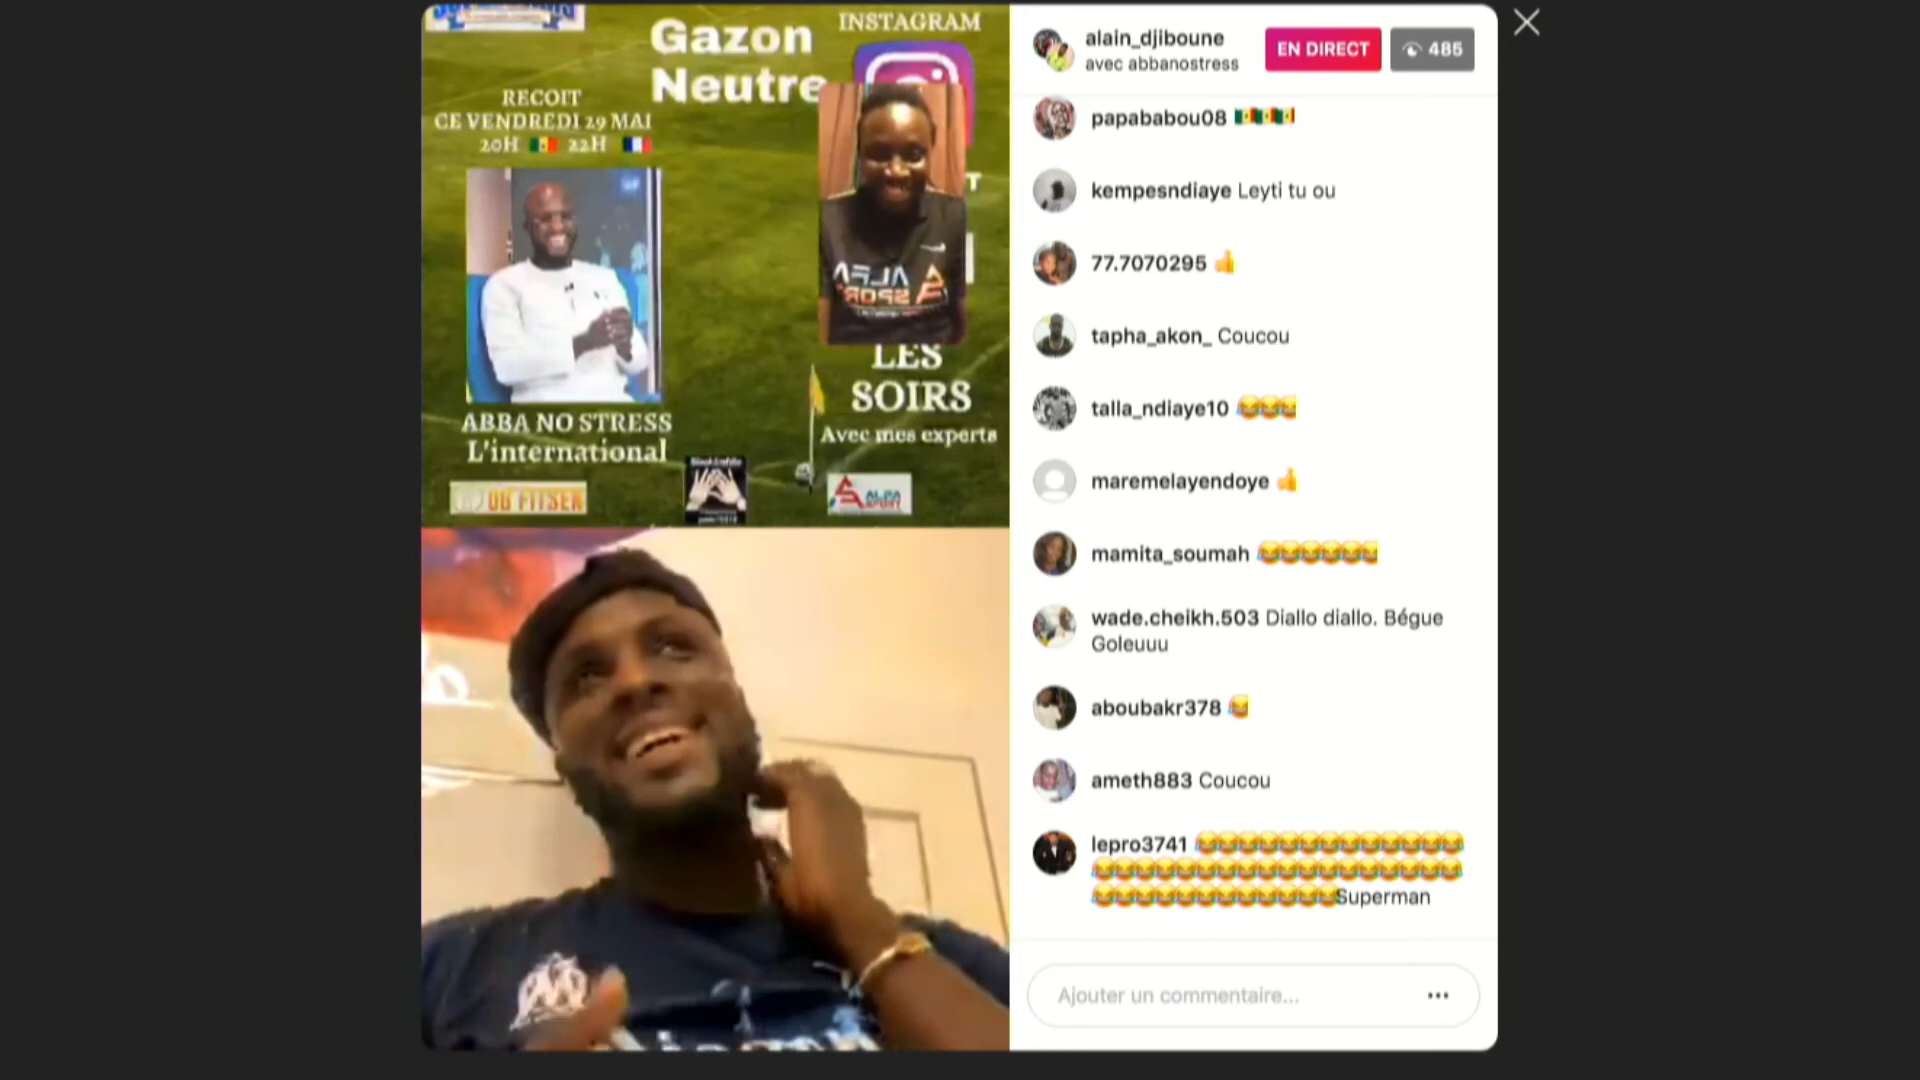 Gazon
Neutre
INSTAGRAM
RECOIT
CE VENDREDI 29 MAI
20H 22H
ABBA NO STRESS
L'international
LES
SOIRS
Avec mes experts
ALFA
SPORT
alain_djiboune
avec abbanostress
EN DIRECT
485
papababou08
kempesndiaye Leyti tu ou
77.7070295
tapha_akon_ Coucou
talla_ndiaye10
maremelayendoye
mamita_soumah
wade.cheikh.503 Diallo diallo. Bégue
Goleuuu
aboubakr378
ameth883 Coucou
lepro3741
Superman
Ajouter un commentaire...